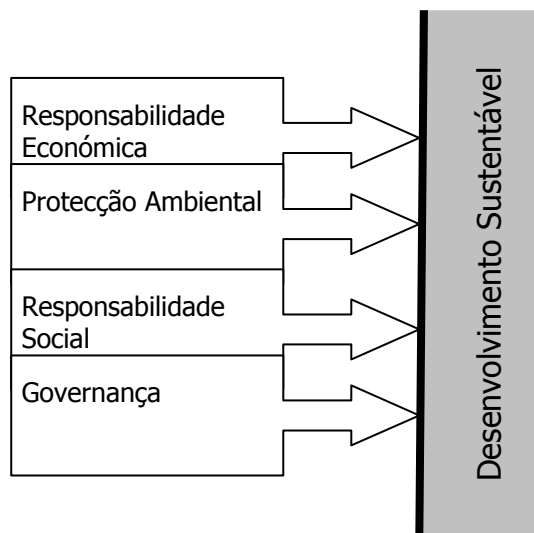 Responsabilidade
Económica
Protecção Ambiental
Responsabilidade
Social
Governança
Desenvolvimento Sustentável